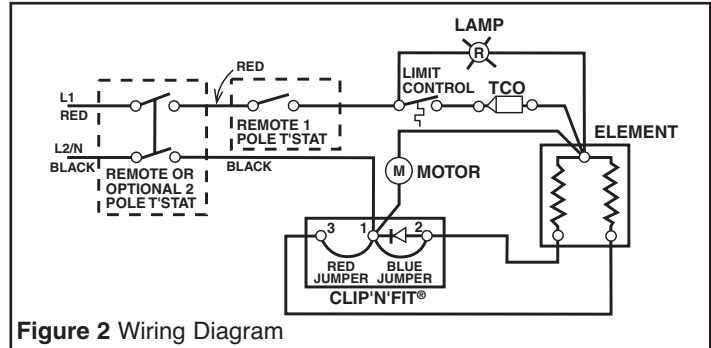 LAMP
R
RED
LIMIT
CONTROL
TCO
L1
RED
REMOTE 1
POLE T'STAT
ELEMENT
L2/N
BLACK
BLACK
REMOTE OR
OPTIONAL 2
POLE T'STAT
M
MOTOR
3 1 2
RED
JUMPER
BLUE
JUMPER
CLIP'N'FIT®
Figure 2 Wiring Diagram